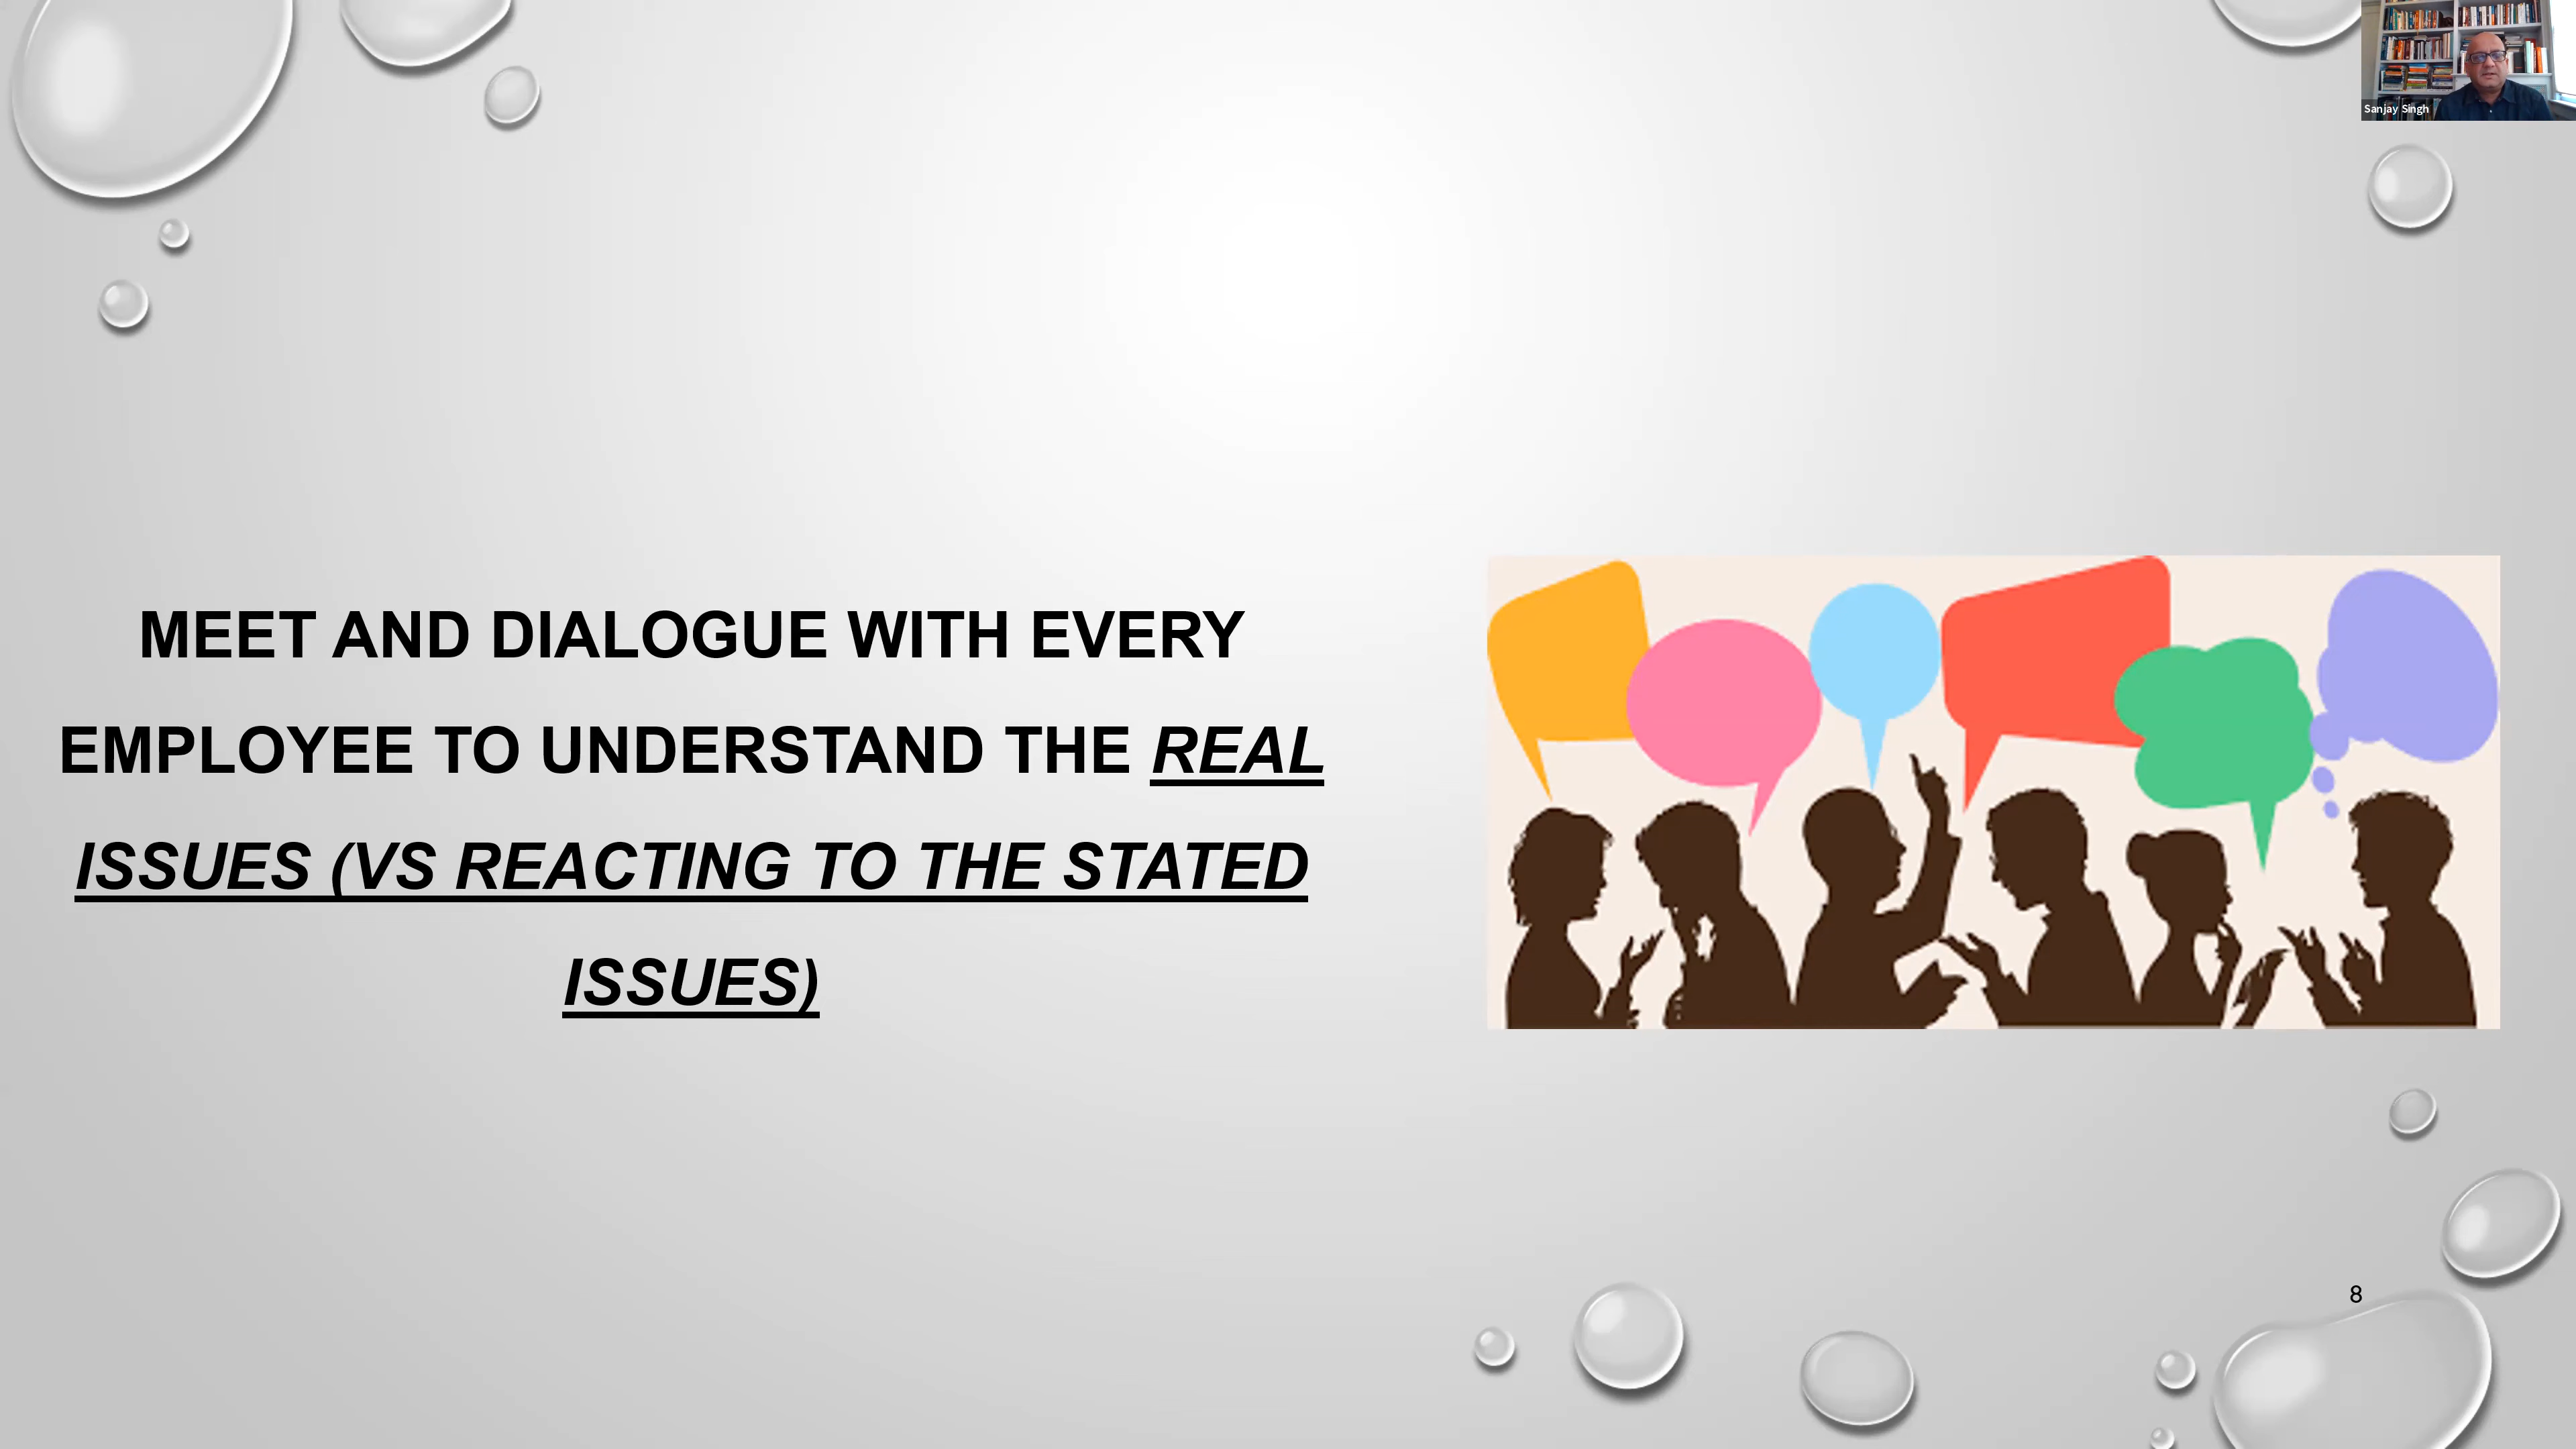 Sanjay Singh
MEET AND DIALOGUE WITH EVERY
EMPLOYEE TO UNDERSTAND THE REAL
ISSUES (VS REACTING TO THE STATED
ISSUES)
8